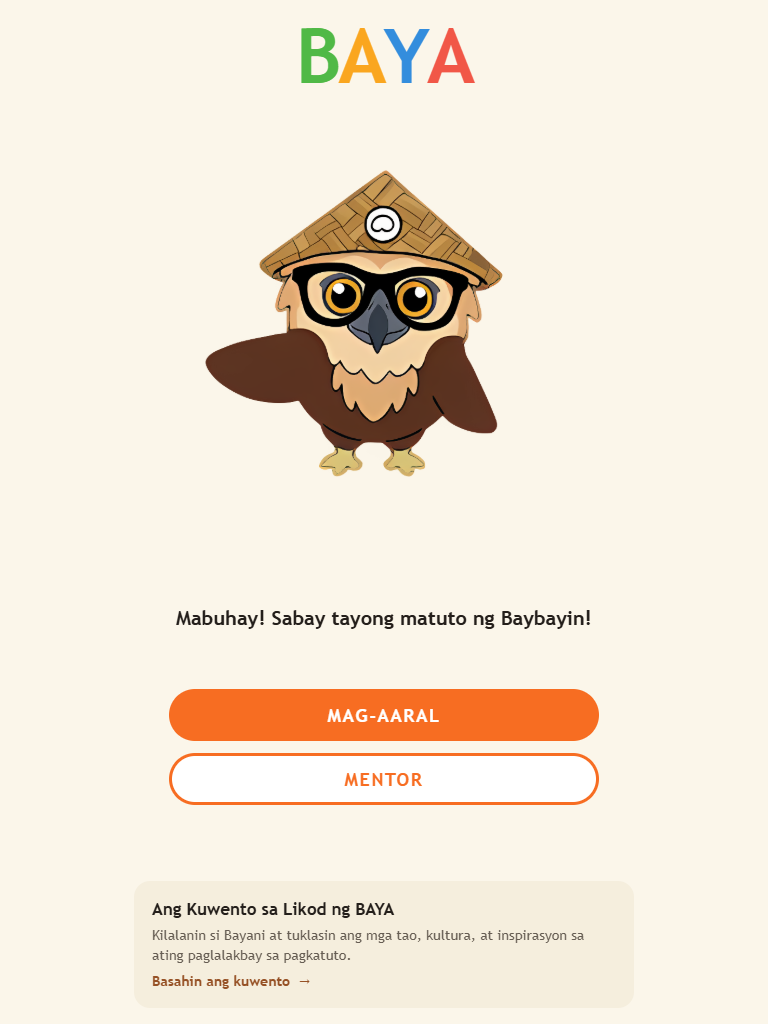 BAYA
Mabuhay! Sabay tayong matuto ng Baybayin!
MAG-AARAL
MENTOR
Ang Kuwento sa Likod ng BAYA
Kilalanin si Bayani at tuklasin ang mga tao, kultura, at inspirasyon sa
ating paglalakbay sa pagkatuto.
Basahin ang kuwento →